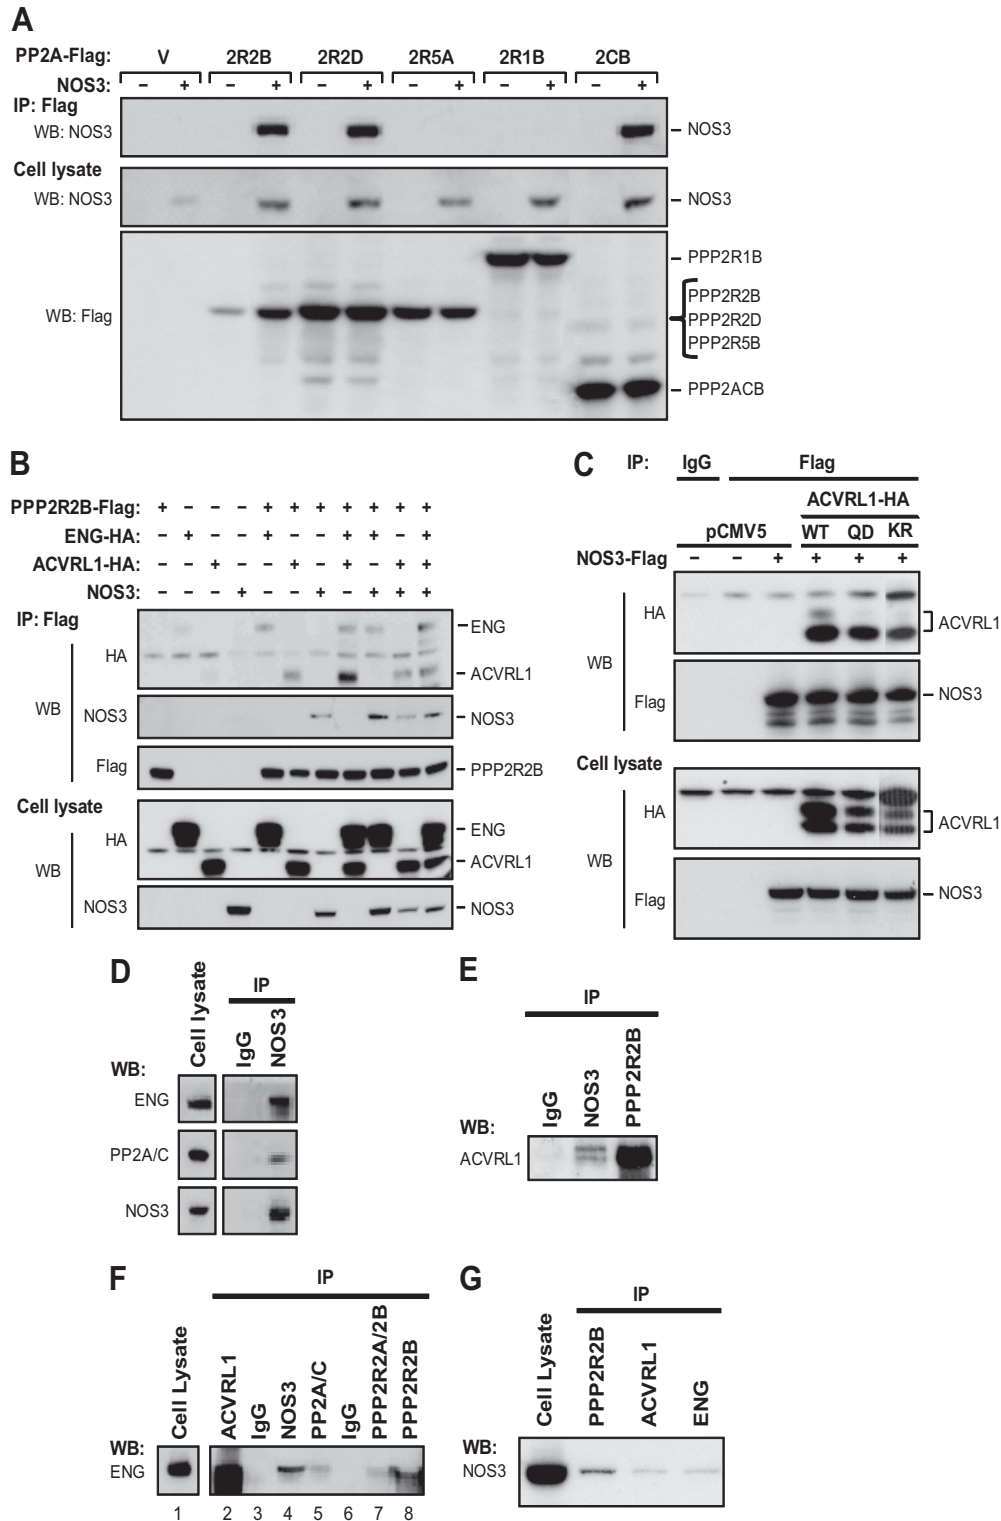 A
PP2A-Flag: V 2R2B 2R2D 2R5A 2R1B 2CB
NOS3: – + – + – + – + – + – +
IP: Flag
WB: NOS3 – NOS3
Cell lysate
WB: NOS3 – NOS3
– PPP2R1B
PPP2R2B
WB: Flag PPP2R2D
PPP2R5B
– PPP2ACB
B
PPP2R2B-Flag: + – – – + + + + + + +
ENG-HA: – + – – + – – + + – +
ACVRL1-HA: – – + – – + – + – + +
NOS3: – – – + – – + – + + +
IP: Flag
HA – ENG
– ACVRL1
WB
NOS3 – NOS3
Flag – PPP2R2B
Cell lysate
HA – ENG
– ACVRL1
WB
NOS3 – NOS3
C
IP: IgG Flag
ACVRL1-HA
pCMV5 WT QD KR
NOS3-Flag – – + + + +
HA ACVRL1
WB
Flag – NOS3
Cell lysate
HA ACVRL1
WB
Flag – NOS3
D
IP
Cell lysate IgG NOS3
WB:
ENG
PP2A/C
NOS3
E
IP
IgG NOS3 PPP2R2B
WB:
ACVRL1
F
IP
Cell Lysate ACVRL1 IgG NOS3 PP2A/C IgG PPP2R2A/2B PPP2R2B
WB:
ENG
1 2 3 4 5 6 7 8
G
IP
Cell Lysate PPP2R2B ACVRL1 ENG
WB:
NOS3